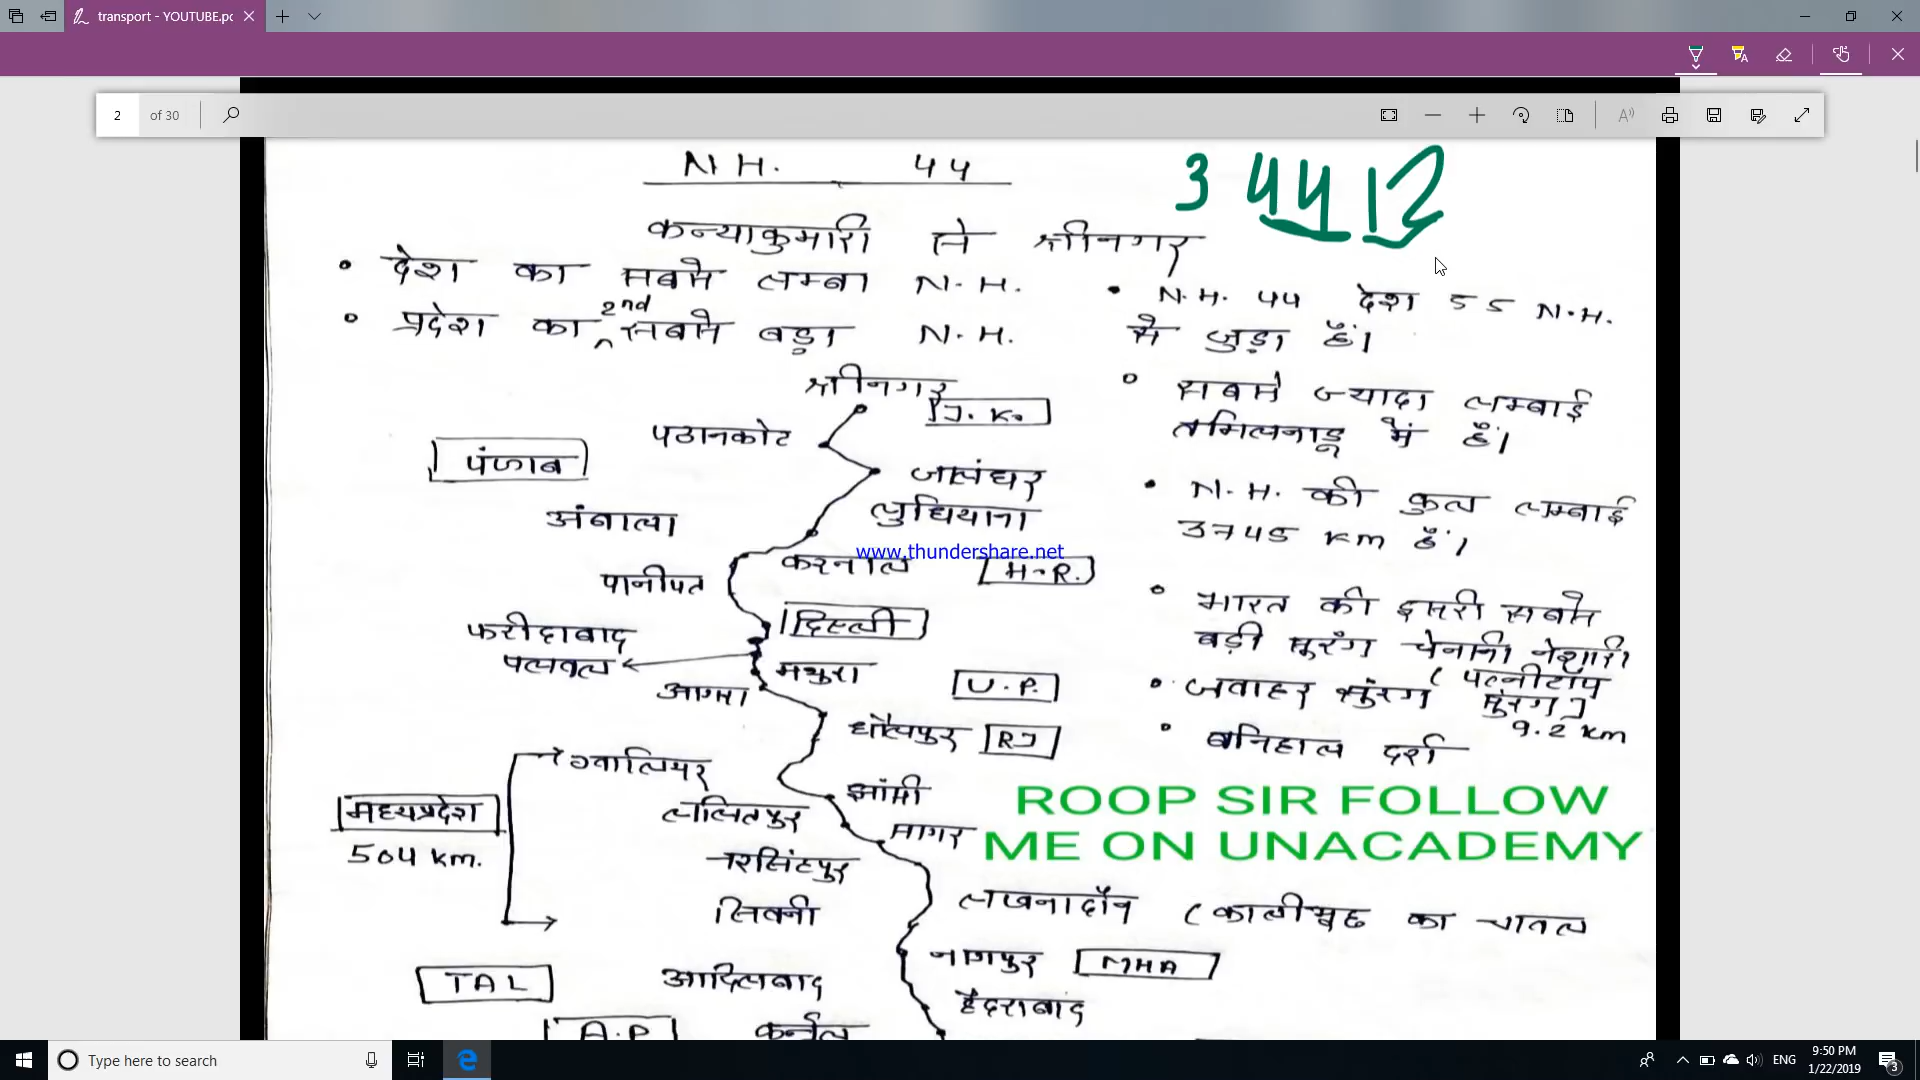 transport - YOUTUBE.pc
2 of 30
N H. 44
3 44 12
कन्याकुमारी से श्रीनगर
• देश का सबसे लम्बा N.H.
• प्रदेश का 2nd सबसे बड़ा N.H.
• N.H. 44 देश 55 N.H.
से जुड़ा हैं।
• सबसे ज्यादा लम्बाई
तमिलनाडू में हैं।
• N.H. की कुल लम्बाई
3745 km हैं।
• भारत की दूसरी सबसे
बड़ी सुरंग चेनानी नेशारी
( पत्नीटॉप
• जवाहर सुरंग सुरंग)
9.2 km
• बनिहाल दर्रा
श्रीनगर
J. K.
पठानकोट
पंजाब
जालंधर
अंबाला लुधियाना
www.thundershare.net
पानीपत करनाल H.R.
फरीदाबाद दिल्ली
पलवल मथुरा
आगरा U.P.
धौलपुर RJ
ग्वालियर झांसी
मध्यप्रदेश ललितपुर सागर
504 km. नरसिंहपुर
ROOP SIR FOLLOW
ME ON UNACADEMY
सिवनी लखनादौन (कालीमूह का चातल
नागपुर MHA
TAL आदिलबाद
हैदराबाद
A.P कर्नूल
Type here to search
ENG
9:50 PM
1/22/2019
3